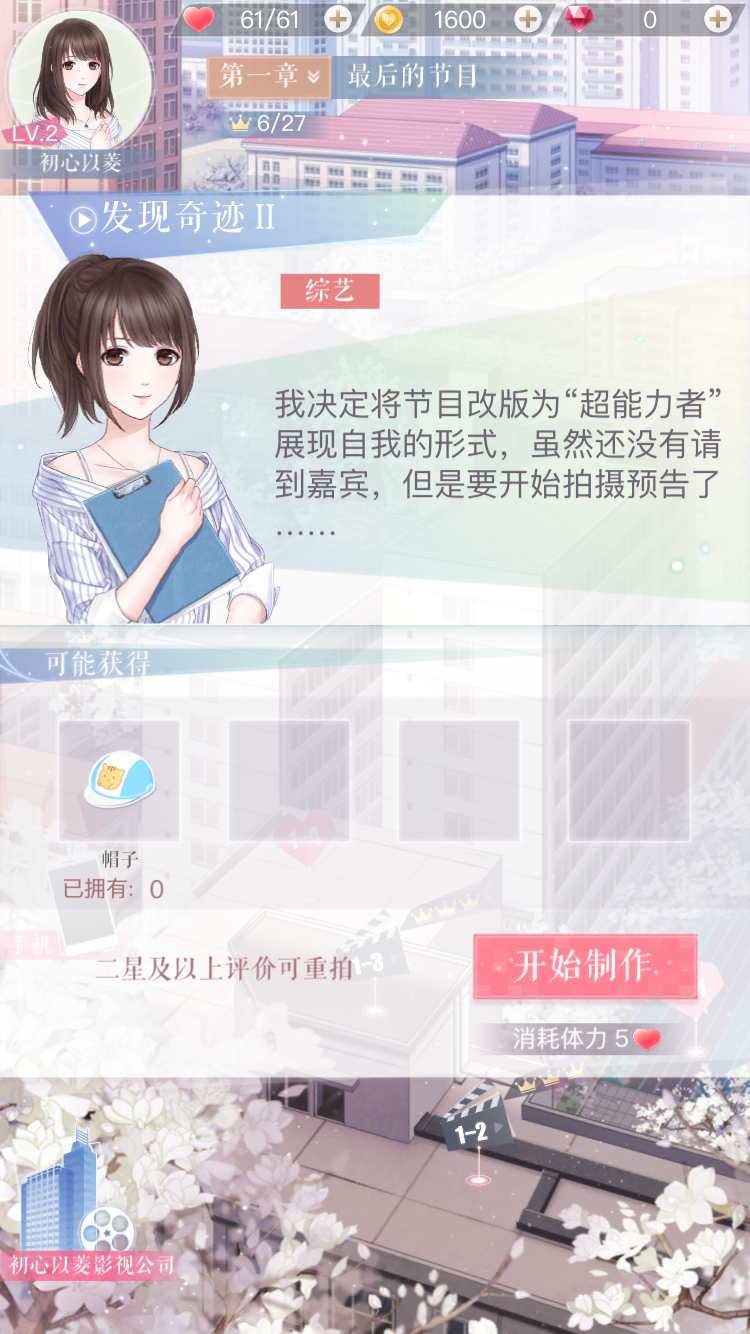 61/61
1600
0
第一章
最后的节目
6/27
LV.2
初心以菱
发现奇迹 II
综艺
我决定将节目改版为“超能力者”
展现自我的形式，虽然还没有请
到嘉宾，但是要开始拍摄预告了
……
可能获得
1-1
帽子
已拥有: 0
手机
1-3
二星及以上评价可重拍
开始制作
消耗体力 5
1-2
初心以菱影视公司